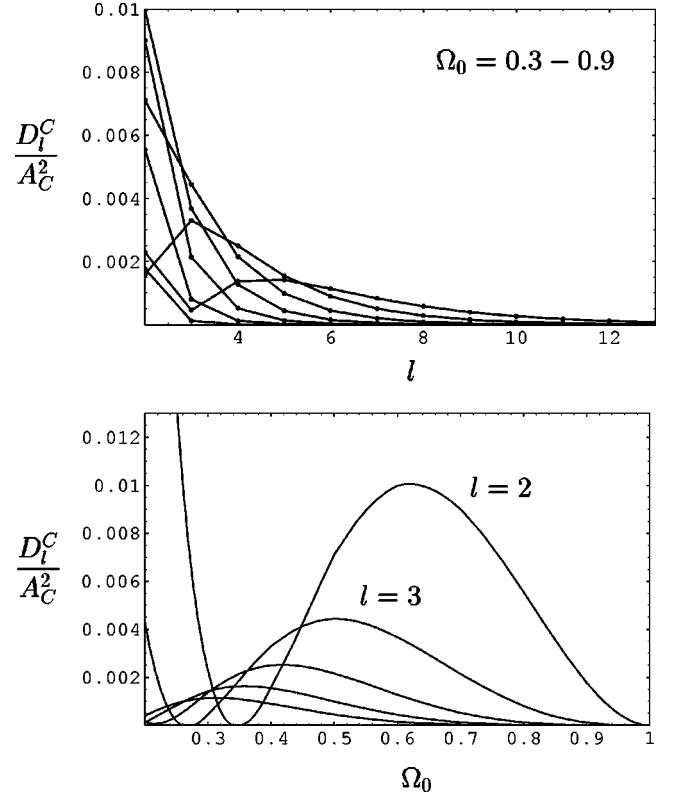 0.01
Ω₀ = 0.3 − 0.9
0.008
D_l^C / A_C^2
0.006
0.004
0.002
4 6 8 10 12
l
0.012
0.01
l = 2
0.008
D_l^C / A_C^2
0.006
l = 3
0.004
0.002
0.3 0.4 0.5 0.6 0.7 0.8 0.9 1
Ω₀